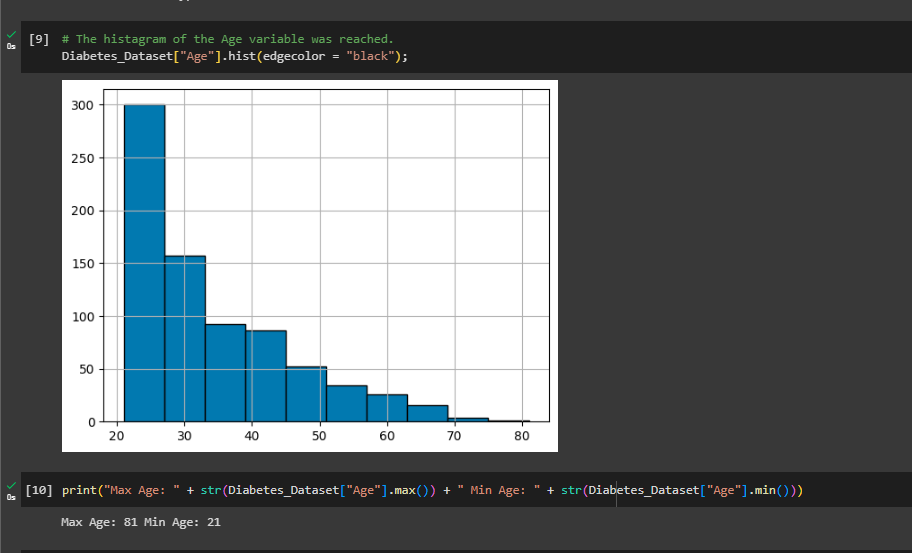 [9] # The histagram of the Age variable was reached.
0s
Diabetes_Dataset["Age"].hist(edgecolor = "black");
300
250
200
150
100
50
0
20 30 40 50 60 70 80
[10] print("Max Age: " + str(Diabetes_Dataset["Age"].max()) + " Min Age: " + str(Diabetes_Dataset["Age"].min()))
0s
Max Age: 81 Min Age: 21